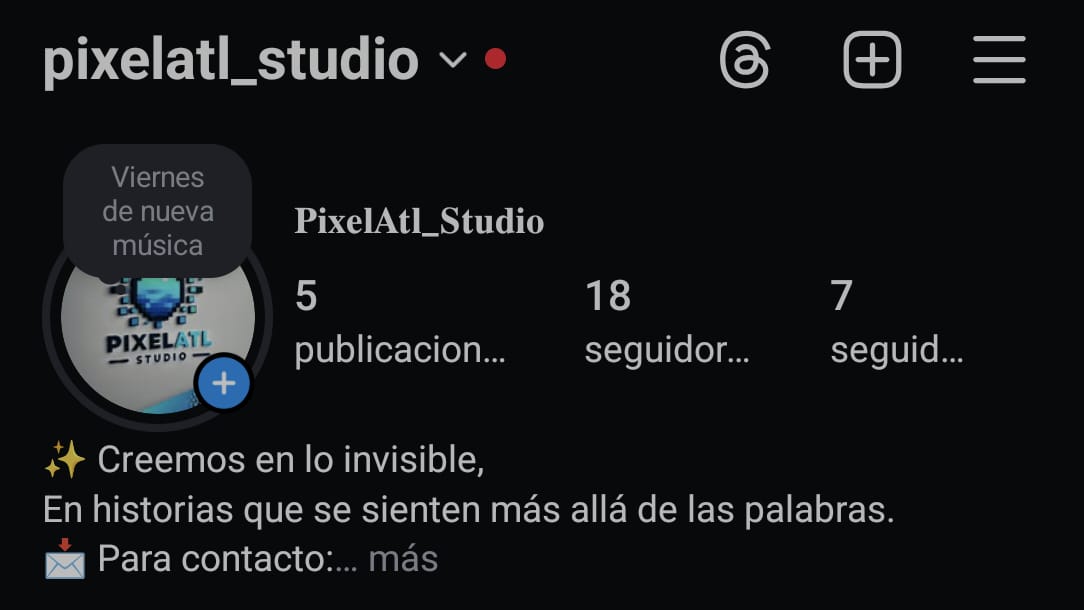 pixelatl_studio
Viernes
de nueva
música
PixelAtl_Studio
5 18 7
publicacion... seguidor... seguid...
PIXELATL
STUDIO
✨ Creemos en lo invisible,
En historias que se sienten más allá de las palabras.
📩 Para contacto:... más